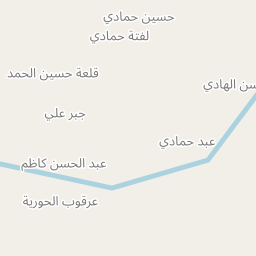 حسين حمادي
لفتة حمادي
قلعة حسين الحمد
سن الهادي
جبر علي
عبد حمادي
عبد الحسن كاظم
عرقوب الحورية